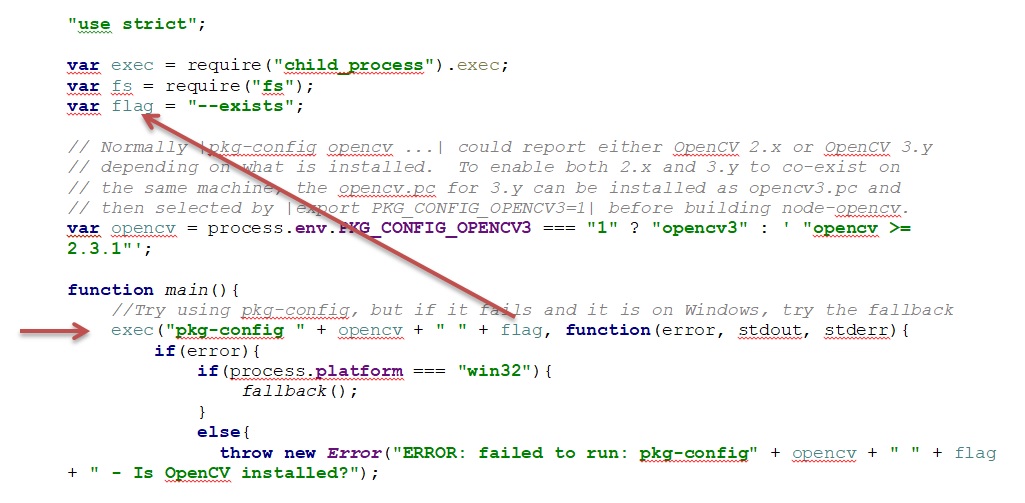 "use strict";
var exec = require("child_process").exec;
var fs = require("fs");
var flag = "--exists";
// Normally |pkg-config opencv ...| could report either OpenCV 2.x or OpenCV 3.y
// depending on what is installed.  To enable both 2.x and 3.y to co-exist on
// the same machine, the opencv.pc for 3.y can be installed as opencv3.pc and
// then selected by |export PKG_CONFIG_OPENCV3=1| before building node-opencv.
var opencv = process.env.PKG_CONFIG_OPENCV3 === "1" ? "opencv3" : ' "opencv >=
2.3.1"';
function main(){
//Try using pkg-config, but if it fails and it is on Windows, try the fallback
exec("pkg-config " + opencv + " " + flag, function(error, stdout, stderr){
if(error){
if(process.platform === "win32"){
fallback();
}
else{
throw new Error("ERROR: failed to run: pkg-config" + opencv + " " + flag
+ " - Is OpenCV installed?");